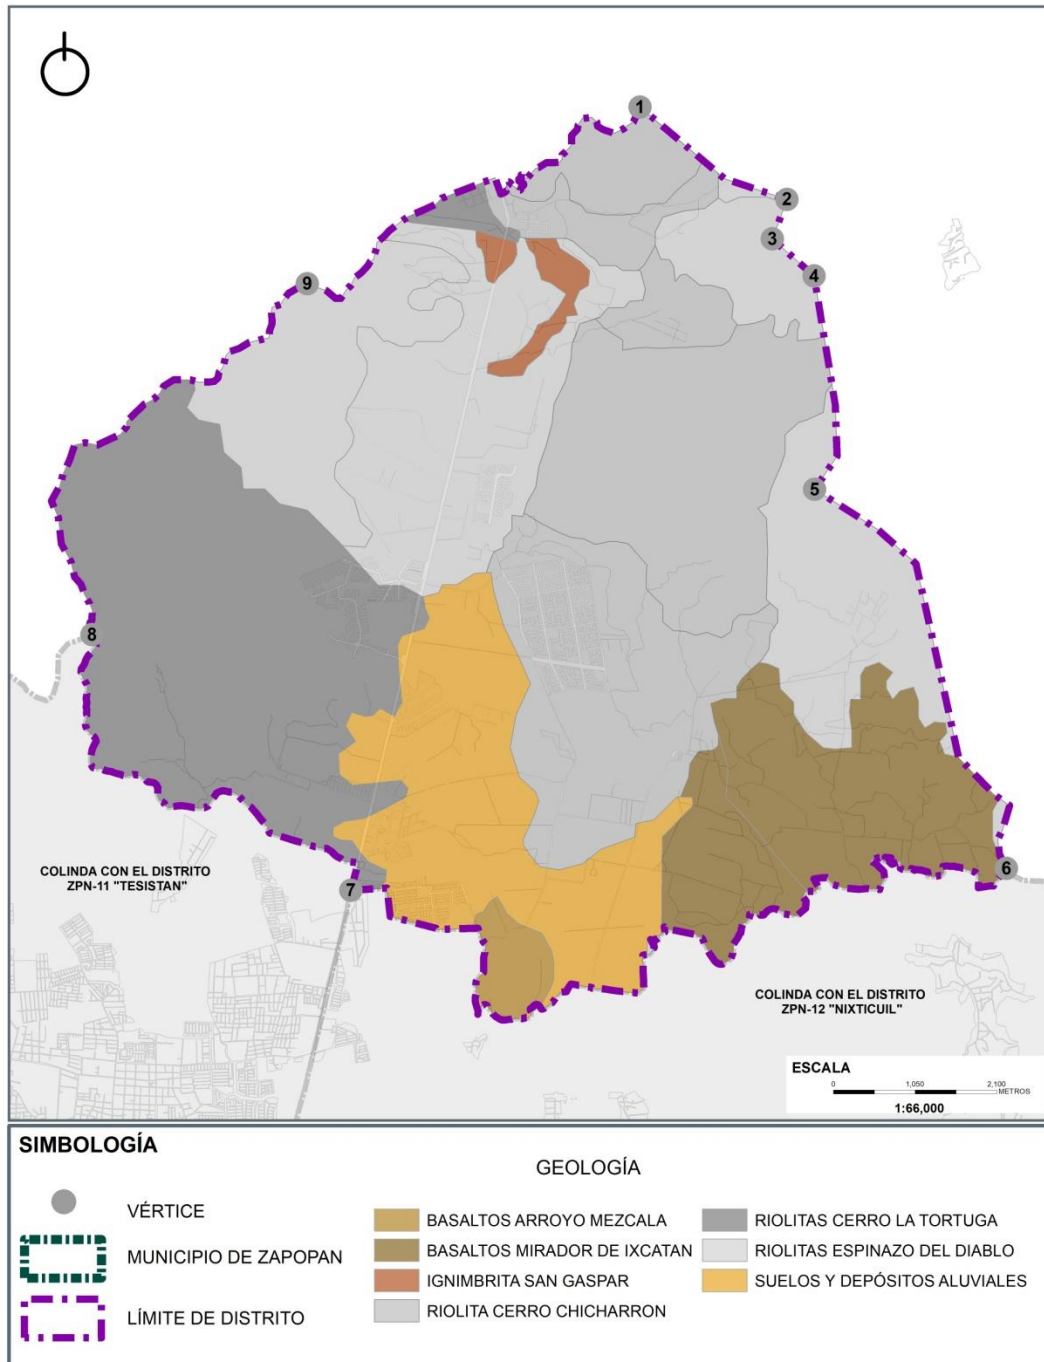 1
2
3
4
9
5
8
6
7
COLINDA CON EL DISTRITO
ZPN-11 "TESISTAN"
COLINDA CON EL DISTRITO
ZPN-12 "NIXTICUIL"
ESCALA
0 1,050 2,100
METROS
1:66,000
SIMBOLOGÍA
VÉRTICE
MUNICIPIO DE ZAPOPAN
LÍMITE DE DISTRITO
GEOLOGÍA
BASALTOS ARROYO MEZCALA
BASALTOS MIRADOR DE IXCATAN
IGNIMBRITA SAN GASPAR
RIOLITA CERRO CHICHARRON
RIOLITAS CERRO LA TORTUGA
RIOLITAS ESPINAZO DEL DIABLO
SUELOS Y DEPÓSITOS ALUVIALES